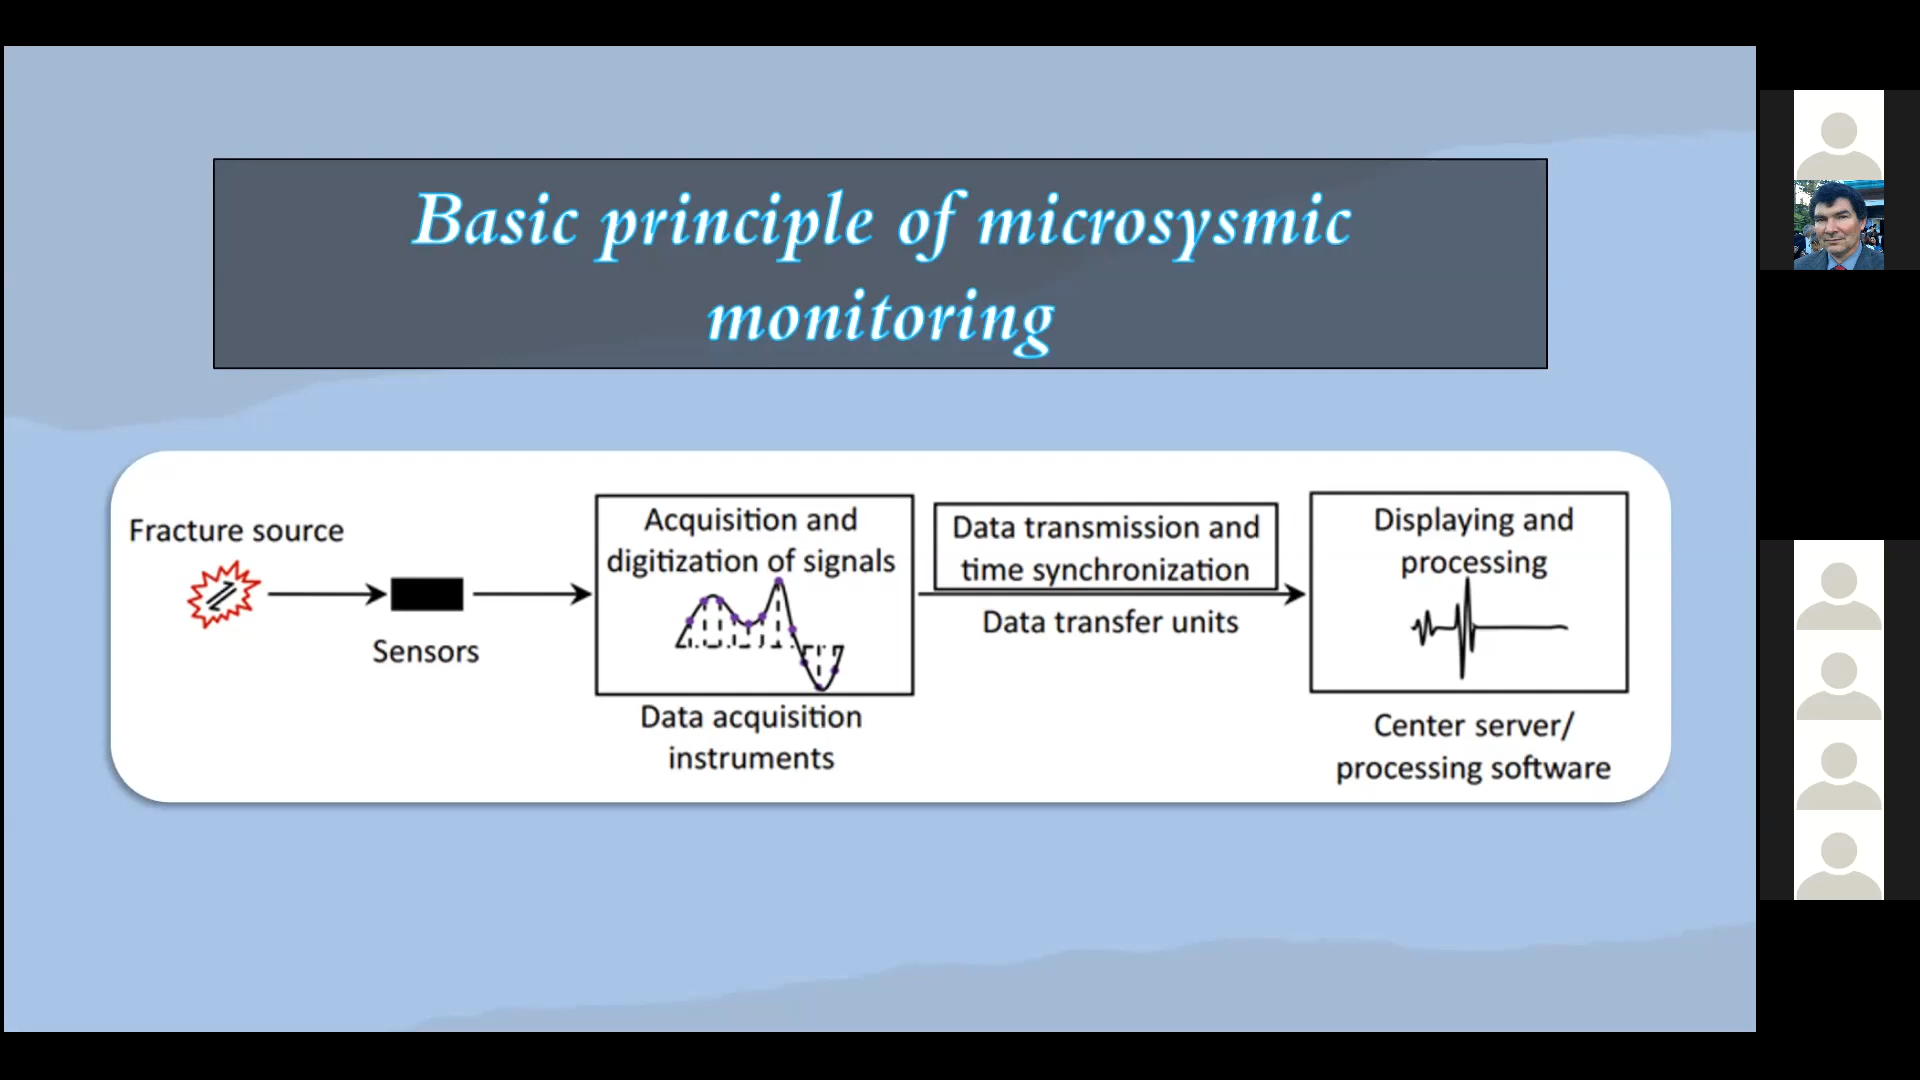 Basic principle of microsysmic
monitoring
Fracture source
Sensors
Acquisition and
digitization of signals
Data acquisition
instruments
Data transmission and
time synchronization
Data transfer units
Displaying and
processing
Center server/
processing software